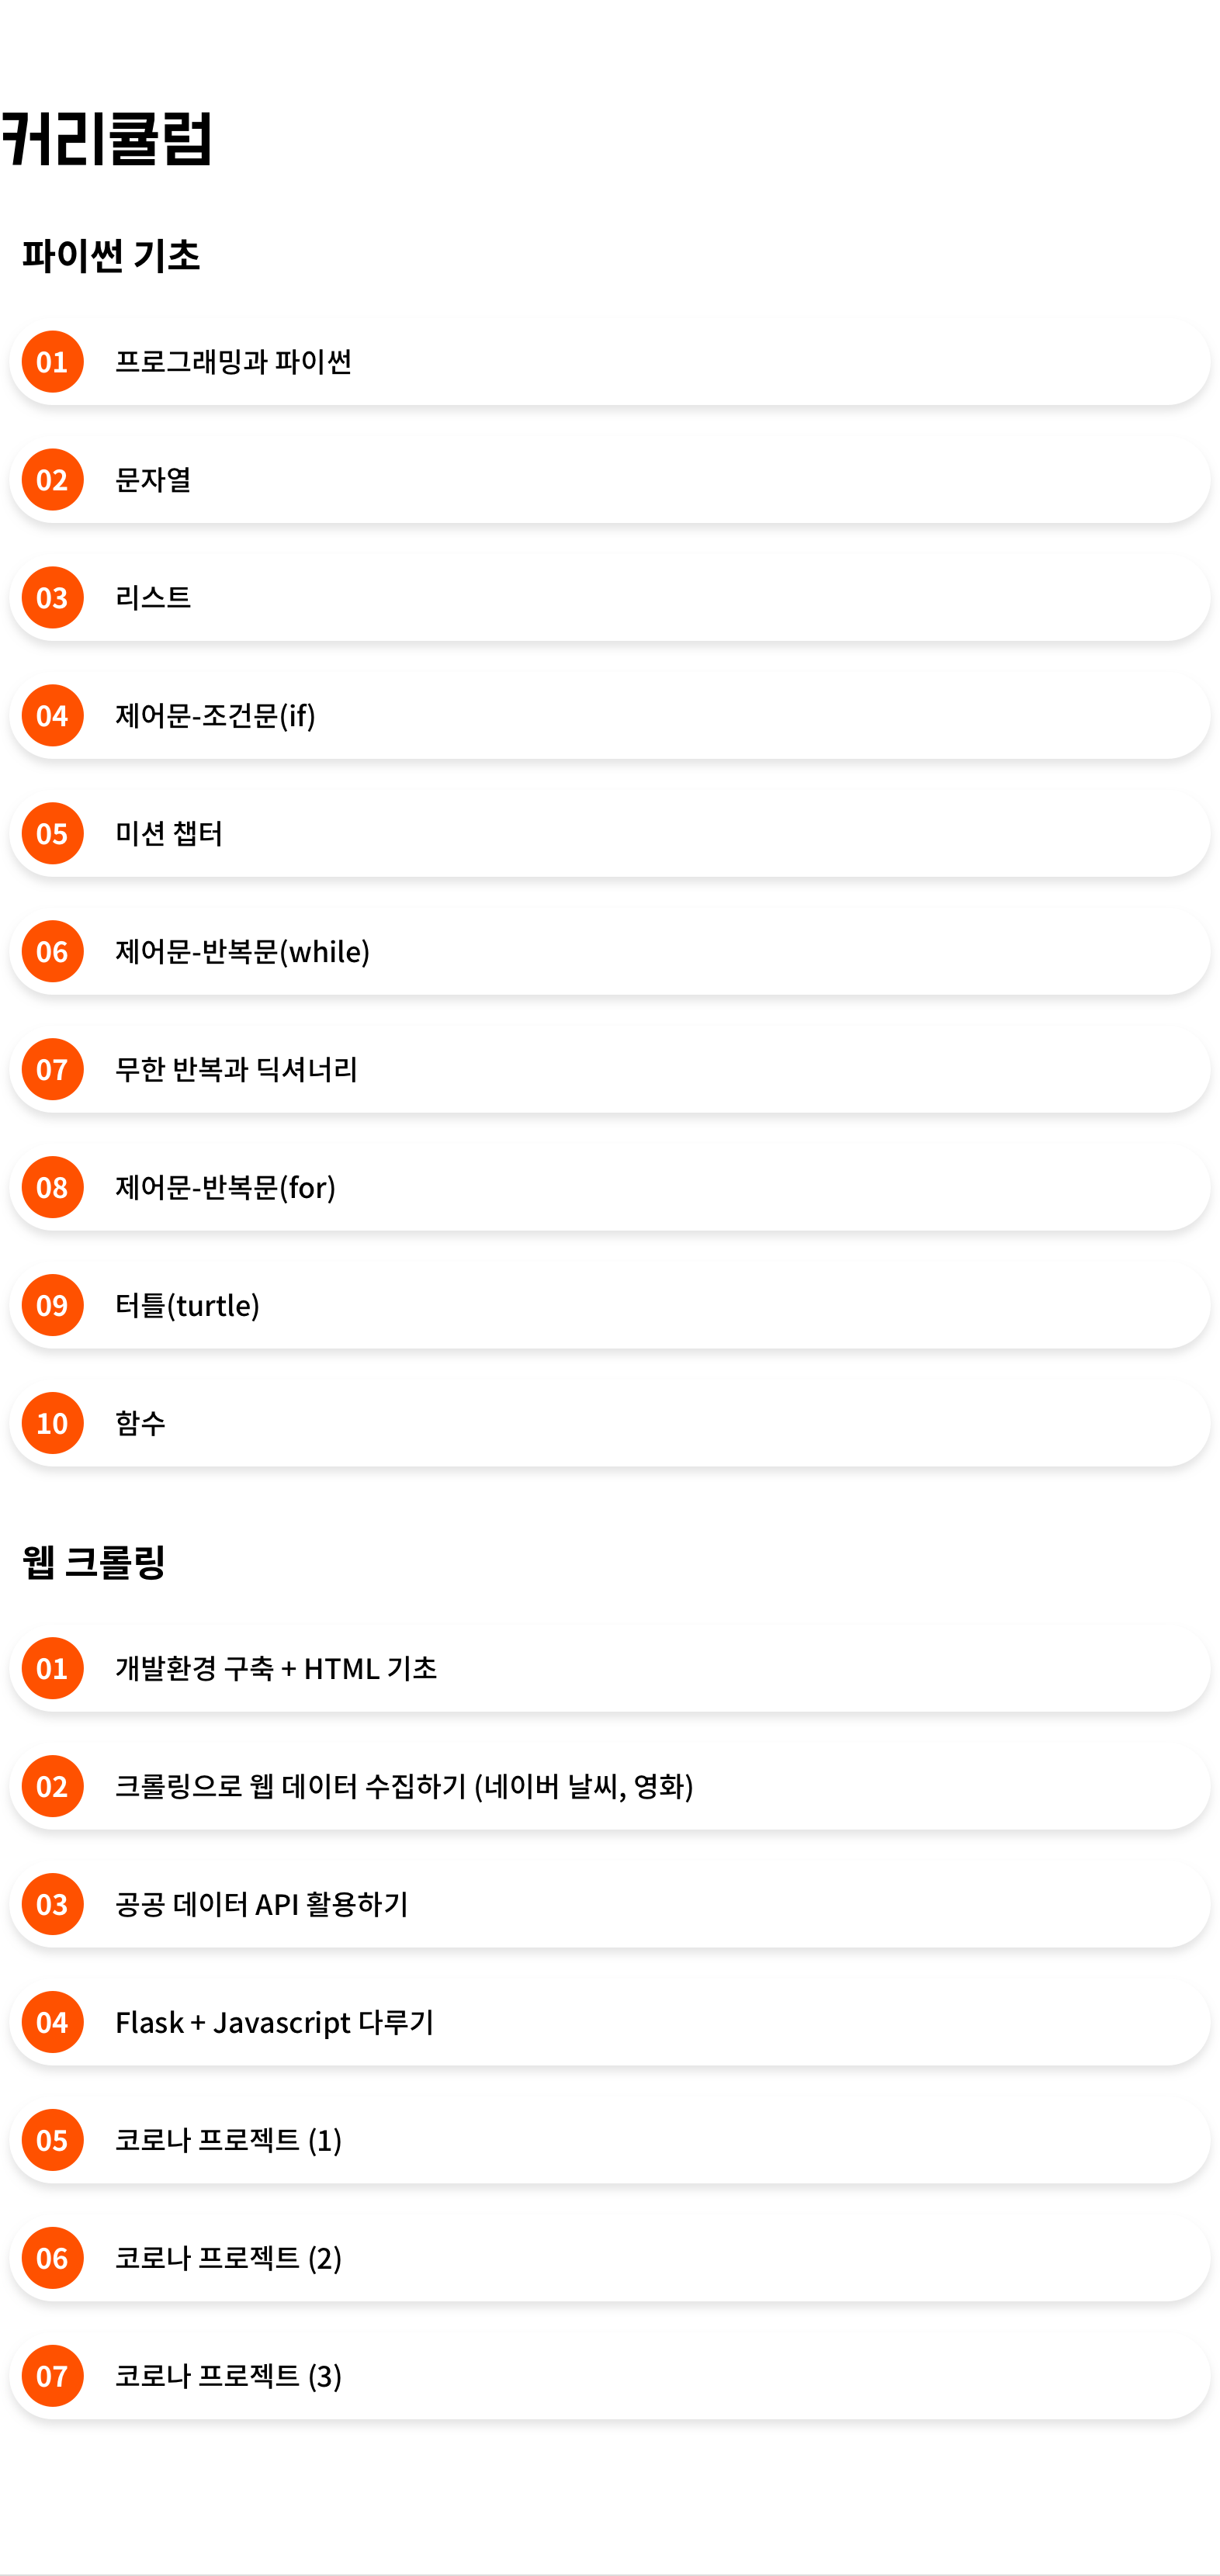 커리큘럼
파이썬 기초
01 프로그래밍과 파이썬
02 문자열
03 리스트
04 제어문-조건문(if)
05 미션 챕터
06 제어문-반복문(while)
07 무한 반복과 딕셔너리
08 제어문-반복문(for)
09 터틀(turtle)
10 함수
웹 크롤링
01 개발환경 구축 + HTML 기초
02 크롤링으로 웹 데이터 수집하기 (네이버 날씨, 영화)
03 공공 데이터 API 활용하기
04 Flask + Javascript 다루기
05 코로나 프로젝트 (1)
06 코로나 프로젝트 (2)
07 코로나 프로젝트 (3)